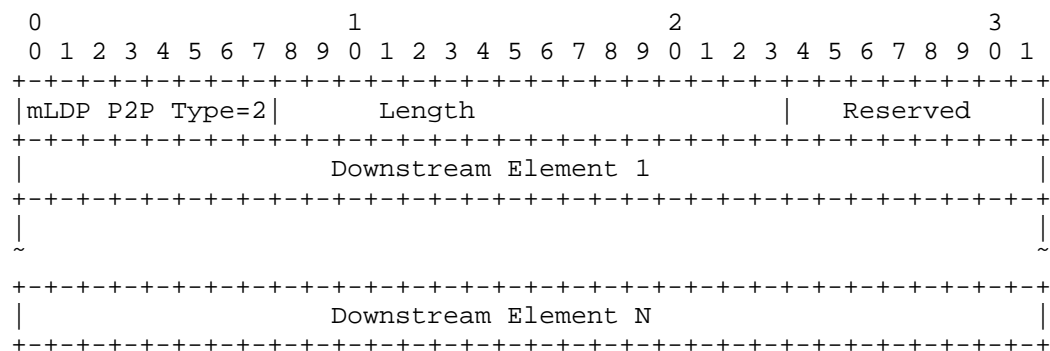 0                   1                   2                   3
 0 1 2 3 4 5 6 7 8 9 0 1 2 3 4 5 6 7 8 9 0 1 2 3 4 5 6 7 8 9 0 1
+-+-+-+-+-+-+-+-+-+-+-+-+-+-+-+-+-+-+-+-+-+-+-+-+-+-+-+-+-+-+-+-+
|mLDP P2P Type=2|      Length                   |   Reserved    |
+-+-+-+-+-+-+-+-+-+-+-+-+-+-+-+-+-+-+-+-+-+-+-+-+-+-+-+-+-+-+-+-+
|                   Downstream Element 1                        |
+-+-+-+-+-+-+-+-+-+-+-+-+-+-+-+-+-+-+-+-+-+-+-+-+-+-+-+-+-+-+-+-+
|                                                               |
~                                                               ~
+-+-+-+-+-+-+-+-+-+-+-+-+-+-+-+-+-+-+-+-+-+-+-+-+-+-+-+-+-+-+-+-+
|                   Downstream Element N                        |
+-+-+-+-+-+-+-+-+-+-+-+-+-+-+-+-+-+-+-+-+-+-+-+-+-+-+-+-+-+-+-+-+